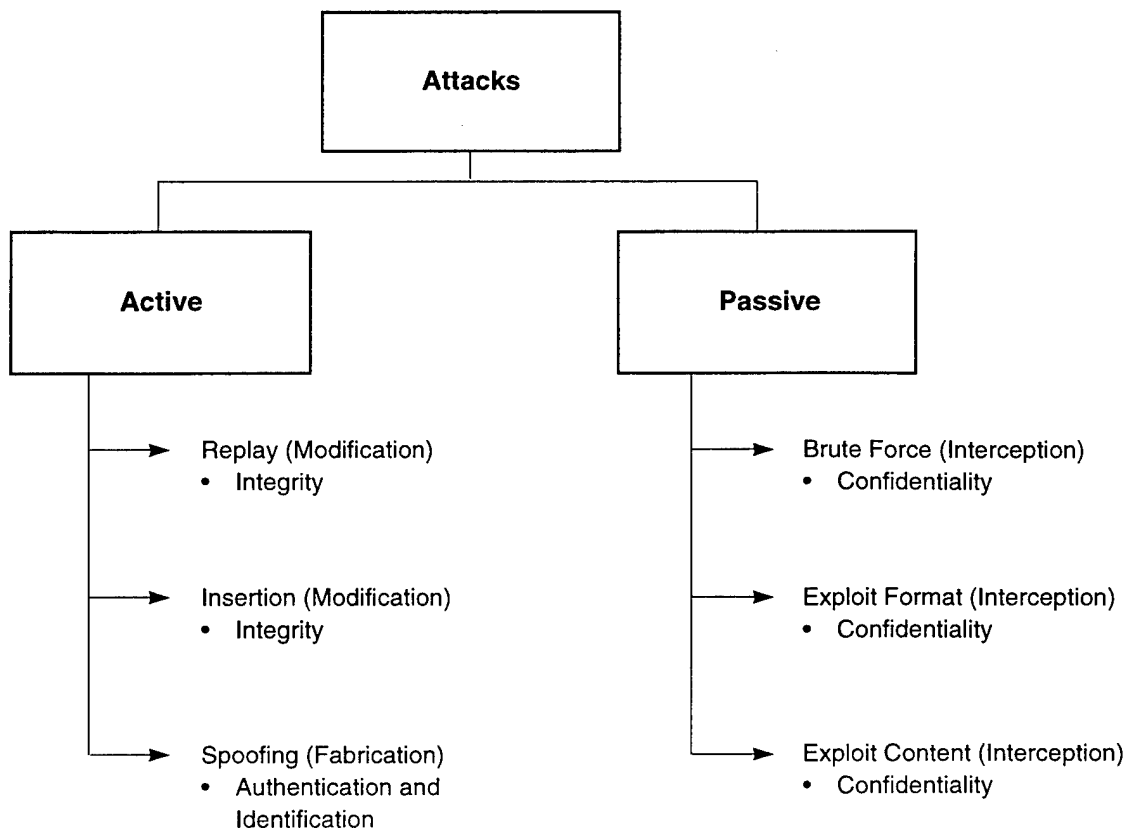 Attacks
Active
Passive
Replay (Modification)
• Integrity
Insertion (Modification)
• Integrity
Spoofing (Fabrication)
• Authentication and
Identification
Brute Force (Interception)
• Confidentiality
Exploit Format (Interception)
• Confidentiality
Exploit Content (Interception)
• Confidentiality